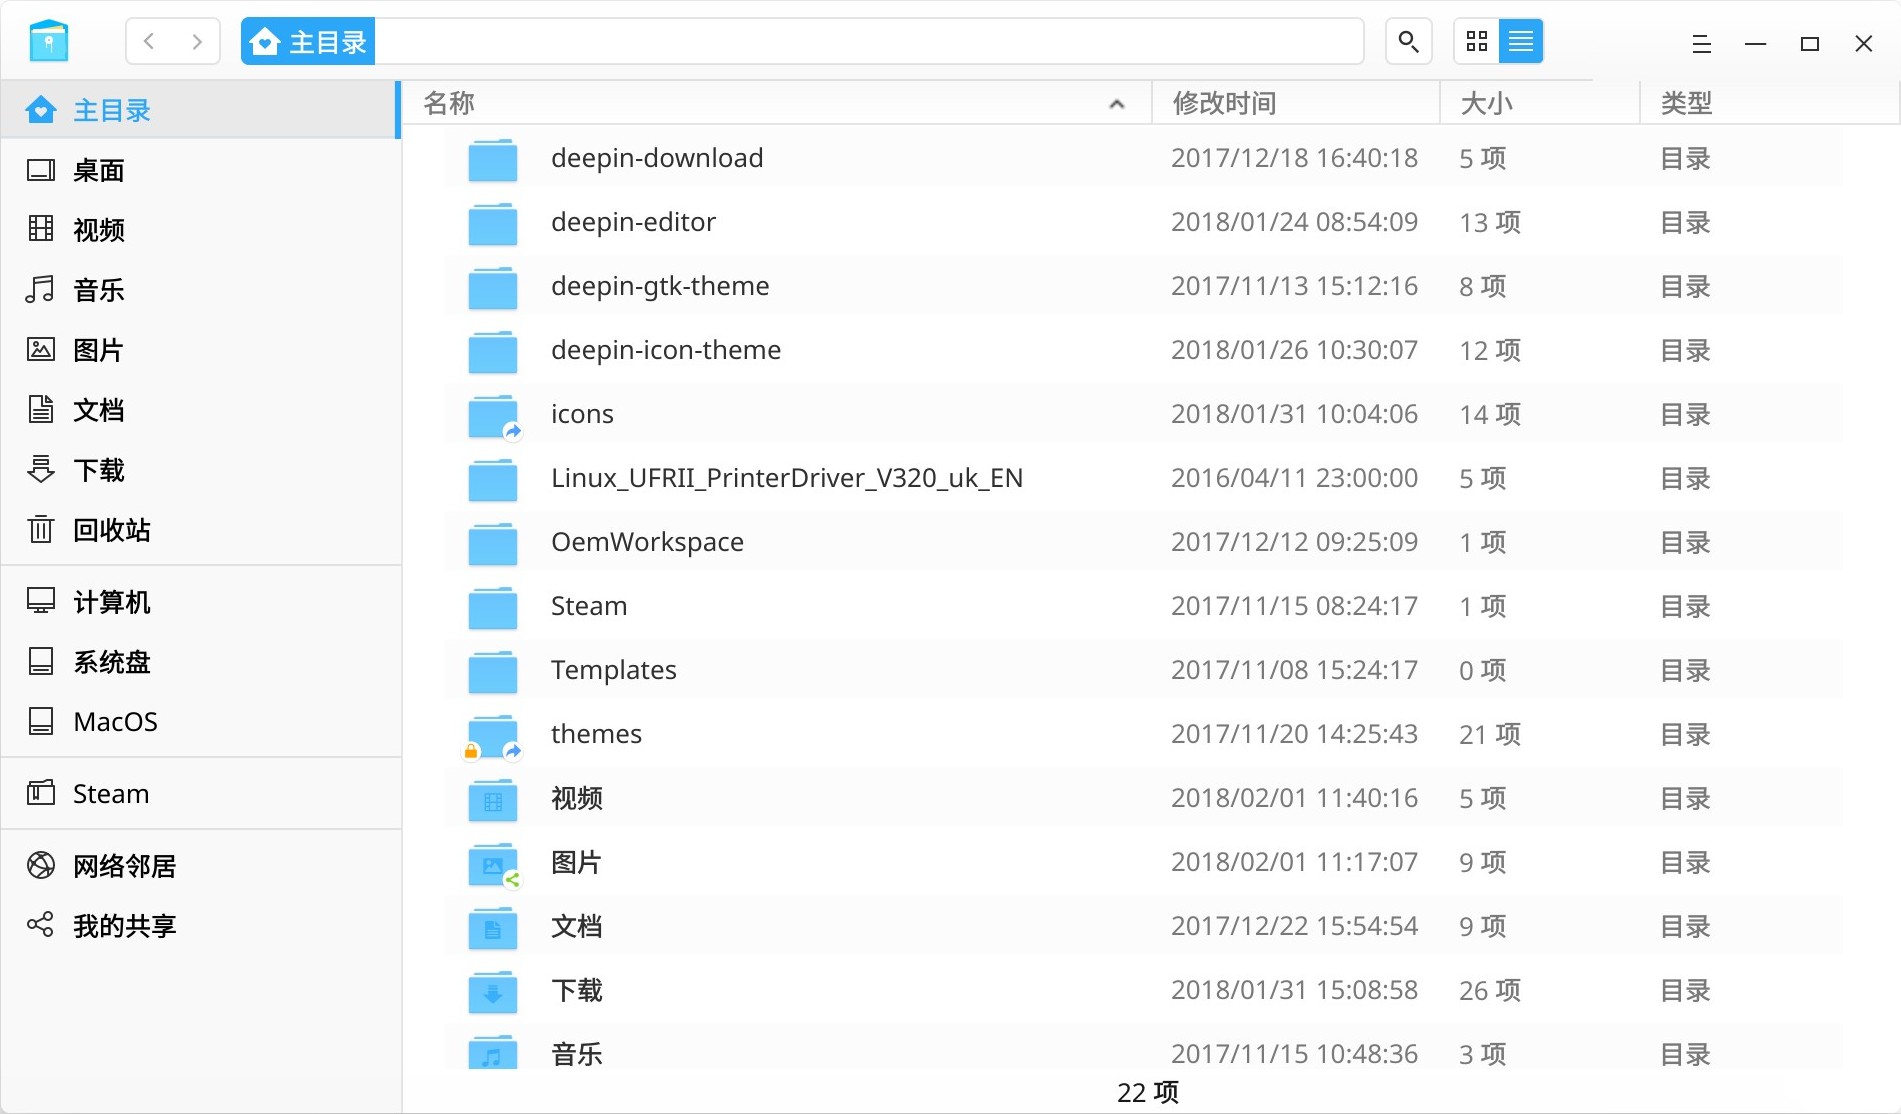 主目录
主目录
桌面
视频
音乐
图片
文档
下载
回收站
计算机
系统盘
MacOS
Steam
网络邻居
我的共享
名称 修改时间 大小 类型
deepin-download 2017/12/18 16:40:18 5 项 目录
deepin-editor 2018/01/24 08:54:09 13 项 目录
deepin-gtk-theme 2017/11/13 15:12:16 8 项 目录
deepin-icon-theme 2018/01/26 10:30:07 12 项 目录
icons 2018/01/31 10:04:06 14 项 目录
Linux_UFRII_PrinterDriver_V320_uk_EN 2016/04/11 23:00:00 5 项 目录
OemWorkspace 2017/12/12 09:25:09 1 项 目录
Steam 2017/11/15 08:24:17 1 项 目录
Templates 2017/11/08 15:24:17 0 项 目录
themes 2017/11/20 14:25:43 21 项 目录
视频 2018/02/01 11:40:16 5 项 目录
图片 2018/02/01 11:17:07 9 项 目录
文档 2017/12/22 15:54:54 9 项 目录
下载 2018/01/31 15:08:58 26 项 目录
音乐 2017/11/15 10:48:36 3 项 目录
22 项